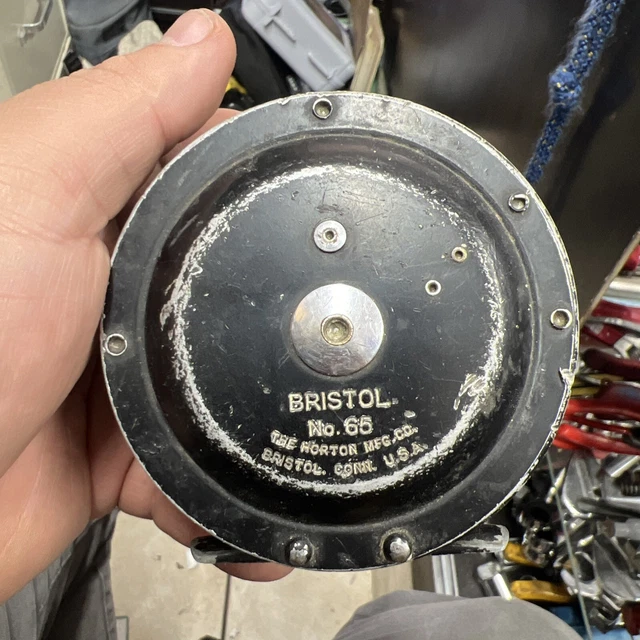 BRISTOL.
No. 65
THE HORTON MFG. CO.
BRISTOL, CONN. U.S.A.